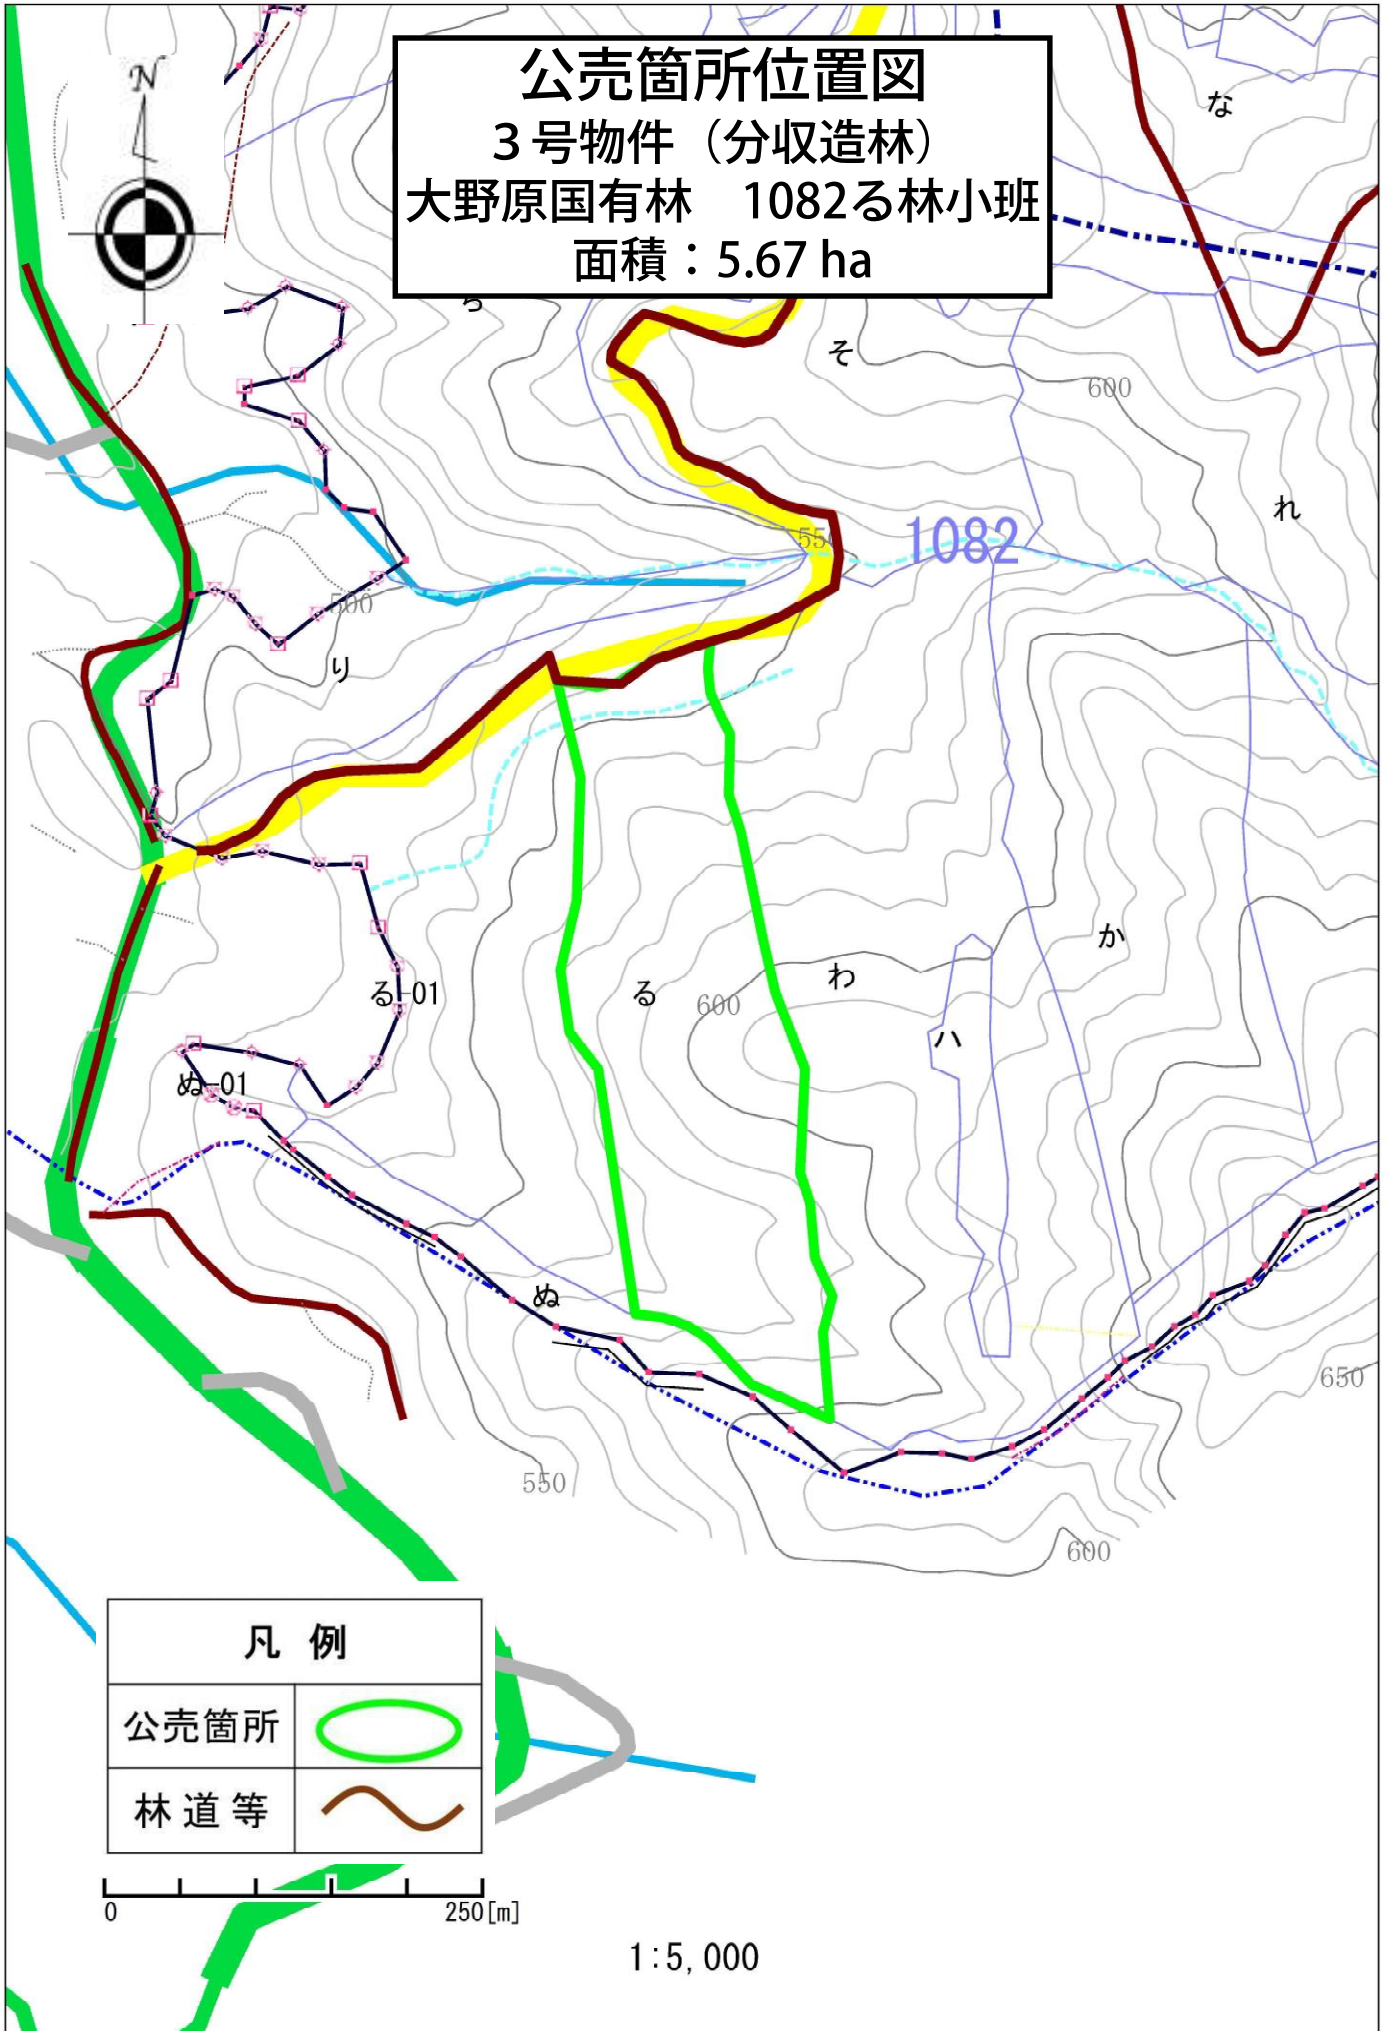 N
公売箇所位置図
３号物件（分収造林）
大野原国有林　1082る林小班
面積：5.67 ha
な
ら
そ
600
れ
550
1082
500
り
か
わ
る-01
る
600
ハ
ぬ-01
ぬ
650
550
600
凡 例
公売箇所
林 道 等
0 250[m]
1:5,000